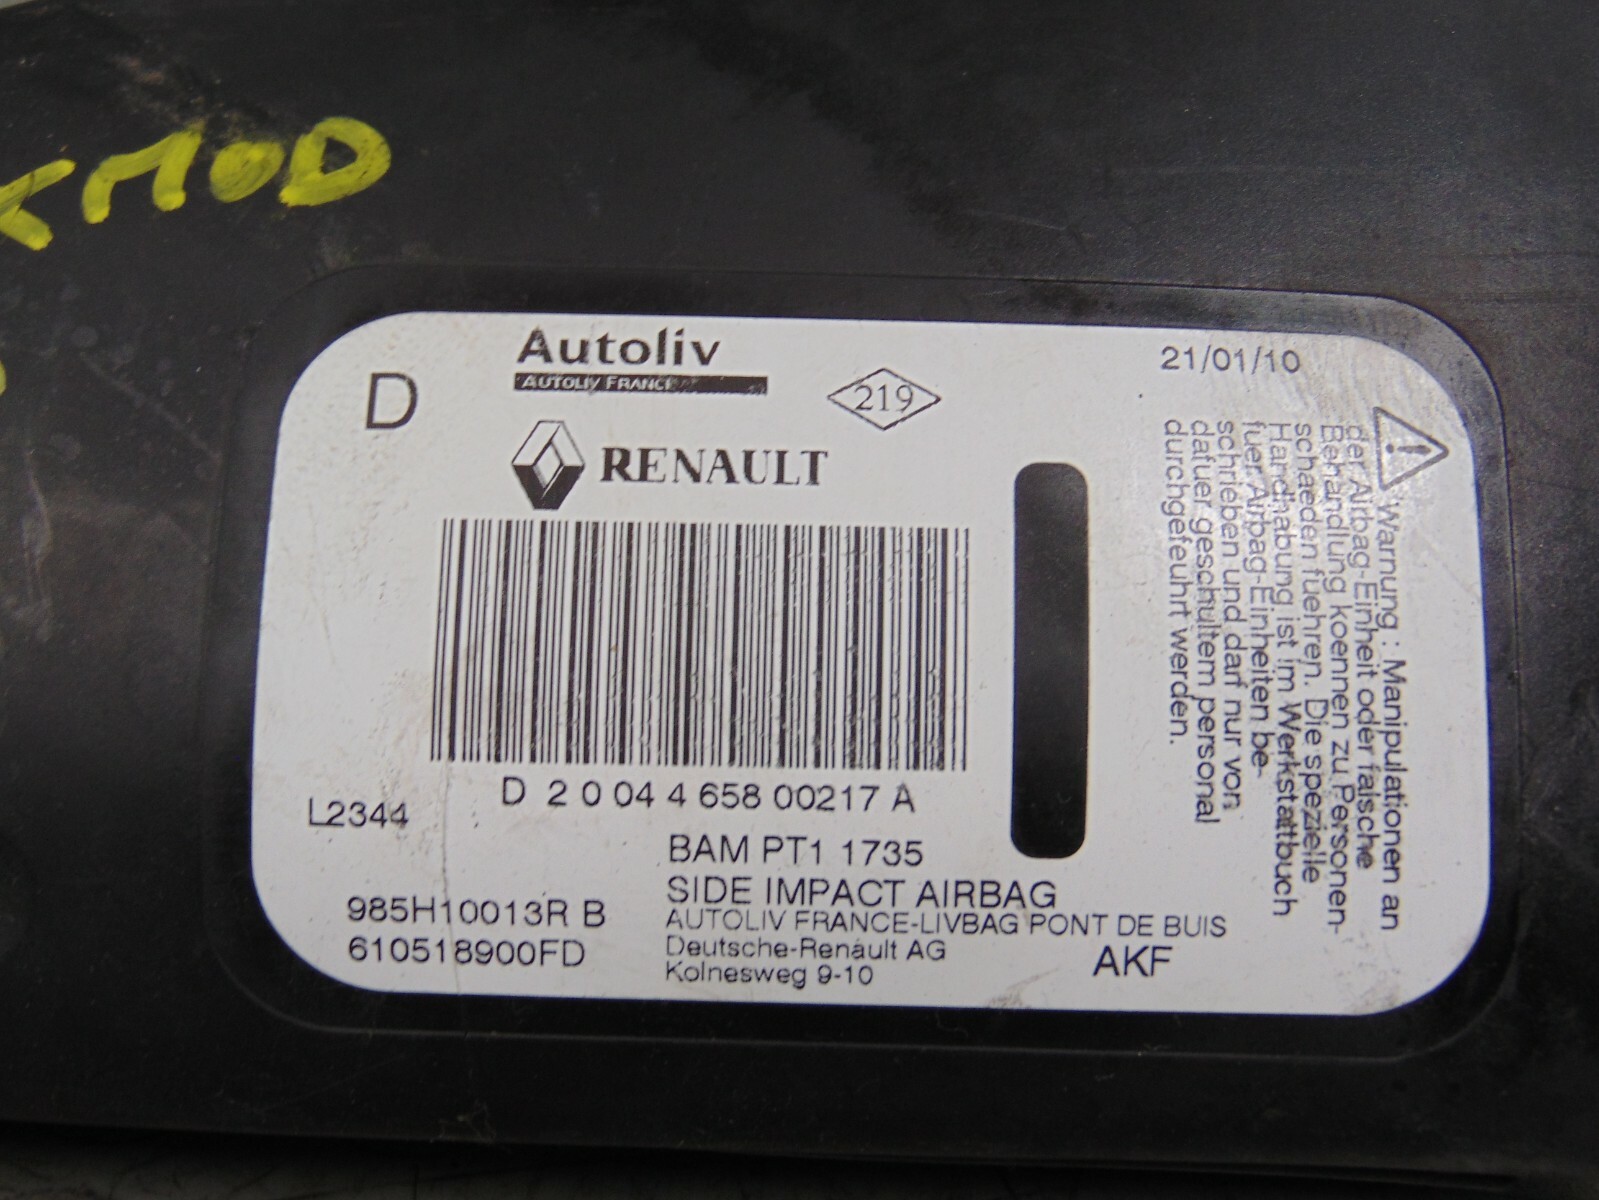 MOD
D
Autoliv
AUTOLIV FRANCE
219
21/01/10
RENAULT
D 2 0 04 4 658 00217 A
L2344
BAM PT1 1735
SIDE IMPACT AIRBAG
985H10013R B
AUTOLIV FRANCE-LIVBAG PONT DE BUIS
610518900FD
Deutsche-Renault AG
AKF
Kolnesweg 9-10
Warnung : Manipulationen an
der Airbag-Einheit oder falsche
Behandlung koennen zu Personen-
schaeden fuehren. Die spezielle
Handhabung ist im Werkstattbuch
fuer Airbag-Einheiten be-
schrieben und darf nur von
dafuer geschultem personal
durchgefeuhrt werden.